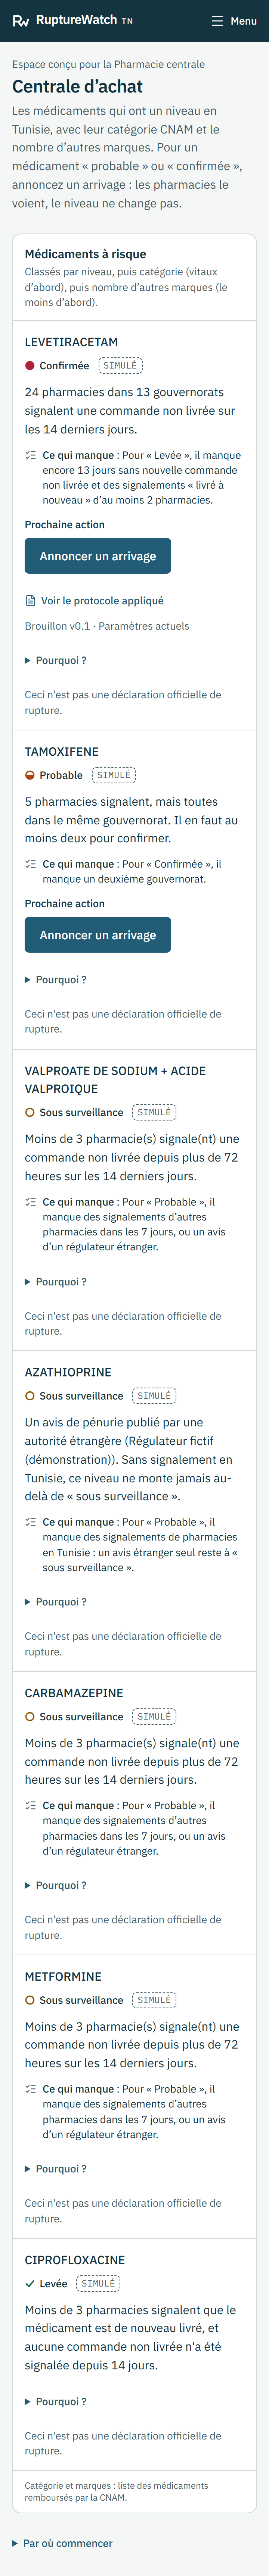 RuptureWatch TN
Menu
Espace conçu pour la Pharmacie centrale
Centrale d’achat
Les médicaments qui ont un niveau en
Tunisie, avec leur catégorie CNAM et le
nombre d’autres marques. Pour un
médicament « probable » ou « confirmée »,
annoncez un arrivage : les pharmacies le
voient, le niveau ne change pas.
Médicaments à risque
Classés par niveau, puis catégorie (vitaux
d’abord), puis nombre d’autres marques (le
moins d’abord).
LEVETIRACETAM
Confirmée SIMULÉ
24 pharmacies dans 13 gouvernorats
signalent une commande non livrée sur
les 14 derniers jours.
Ce qui manque : Pour « Levée », il manque
encore 13 jours sans nouvelle commande
non livrée et des signalements « livré à
nouveau » d’au moins 2 pharmacies.
Prochaine action
Annoncer un arrivage
Voir le protocole appliqué
Brouillon v0.1 · Paramètres actuels
Pourquoi ?
Ceci n'est pas une déclaration officielle de
rupture.
TAMOXIFENE
Probable SIMULÉ
5 pharmacies signalent, mais toutes
dans le même gouvernorat. Il en faut au
moins deux pour confirmer.
Ce qui manque : Pour « Confirmée », il
manque un deuxième gouvernorat.
Prochaine action
Annoncer un arrivage
Pourquoi ?
Ceci n'est pas une déclaration officielle de
rupture.
VALPROATE DE SODIUM + ACIDE
VALPROIQUE
Sous surveillance SIMULÉ
Moins de 3 pharmacie(s) signale(nt) une
commande non livrée depuis plus de 72
heures sur les 14 derniers jours.
Ce qui manque : Pour « Probable », il
manque des signalements d’autres
pharmacies dans les 7 jours, ou un avis
d’un régulateur étranger.
Pourquoi ?
Ceci n'est pas une déclaration officielle de
rupture.
AZATHIOPRINE
Sous surveillance SIMULÉ
Un avis de pénurie publié par une
autorité étrangère (Régulateur fictif
(démonstration)). Sans signalement en
Tunisie, ce niveau ne monte jamais au-
delà de « sous surveillance ».
Ce qui manque : Pour « Probable », il
manque des signalements de pharmacies
en Tunisie : un avis étranger seul reste à «
sous surveillance ».
Pourquoi ?
Ceci n'est pas une déclaration officielle de
rupture.
CARBAMAZEPINE
Sous surveillance SIMULÉ
Moins de 3 pharmacie(s) signale(nt) une
commande non livrée depuis plus de 72
heures sur les 14 derniers jours.
Ce qui manque : Pour « Probable », il
manque des signalements d’autres
pharmacies dans les 7 jours, ou un avis
d’un régulateur étranger.
Pourquoi ?
Ceci n'est pas une déclaration officielle de
rupture.
METFORMINE
Sous surveillance SIMULÉ
Moins de 3 pharmacie(s) signale(nt) une
commande non livrée depuis plus de 72
heures sur les 14 derniers jours.
Ce qui manque : Pour « Probable », il
manque des signalements d’autres
pharmacies dans les 7 jours, ou un avis
d’un régulateur étranger.
Pourquoi ?
Ceci n'est pas une déclaration officielle de
rupture.
CIPROFLOXACINE
Levée SIMULÉ
Moins de 3 pharmacies signalent que le
médicament est de nouveau livré, et
aucune commande non livrée n'a été
signalée depuis 14 jours.
Pourquoi ?
Ceci n'est pas une déclaration officielle de
rupture.
Catégorie et marques : liste des médicaments
remboursés par la CNAM.
Par où commencer